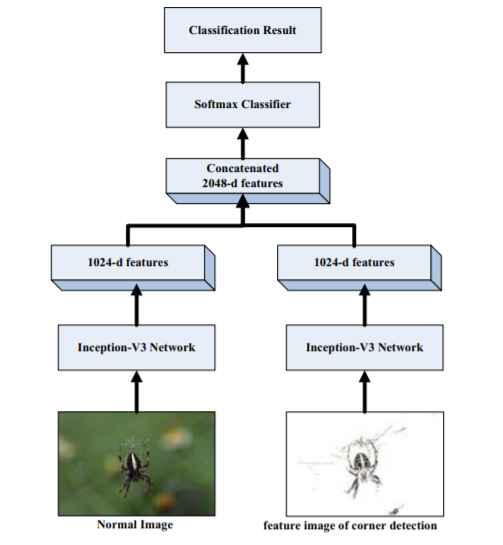 Classification Result
Softmax Classifier
Concatenated
2048-d features
1024-d features
1024-d features
Inception-V3 Network
Inception-V3 Network
Normal Image
feature image of corner detection